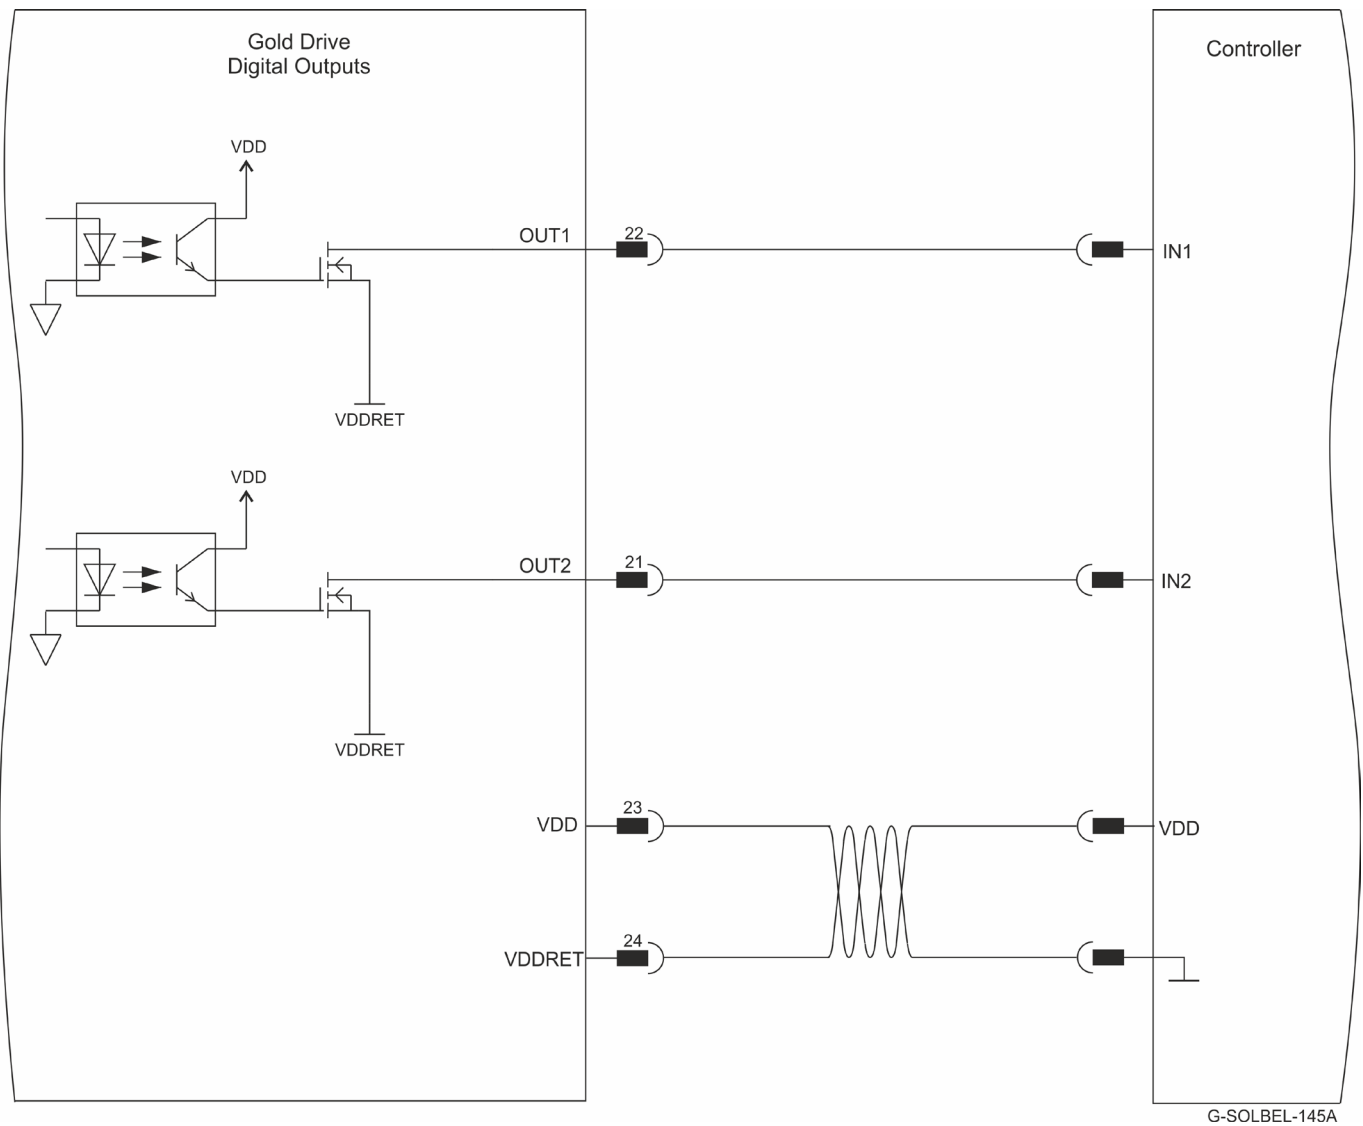 Gold Drive
Digital Outputs
Controller
VDD
OUT1
22
IN1
VDDRET
VDD
OUT2
21
IN2
VDDRET
VDD
23
VDD
VDDRET
24
G-SOLBEL-145A